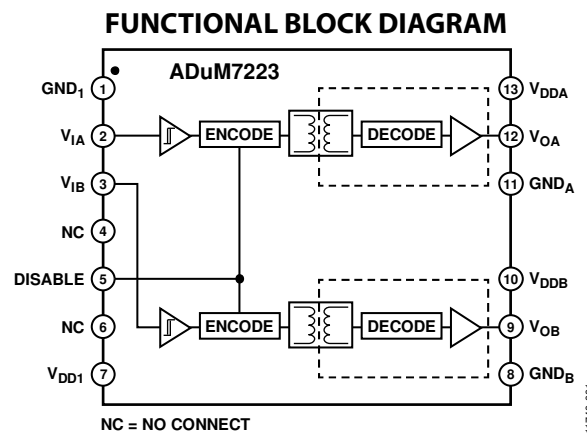 FUNCTIONAL BLOCK DIAGRAM
ADuM7223
GND1 1
VIA 2
VIB 3
NC 4
DISABLE 5
NC 6
VDD1 7
ENCODE
DECODE
ENCODE
DECODE
13 VDDA
12 VOA
11 GNDA
10 VDDB
9 VOB
8 GNDB
NC = NO CONNECT